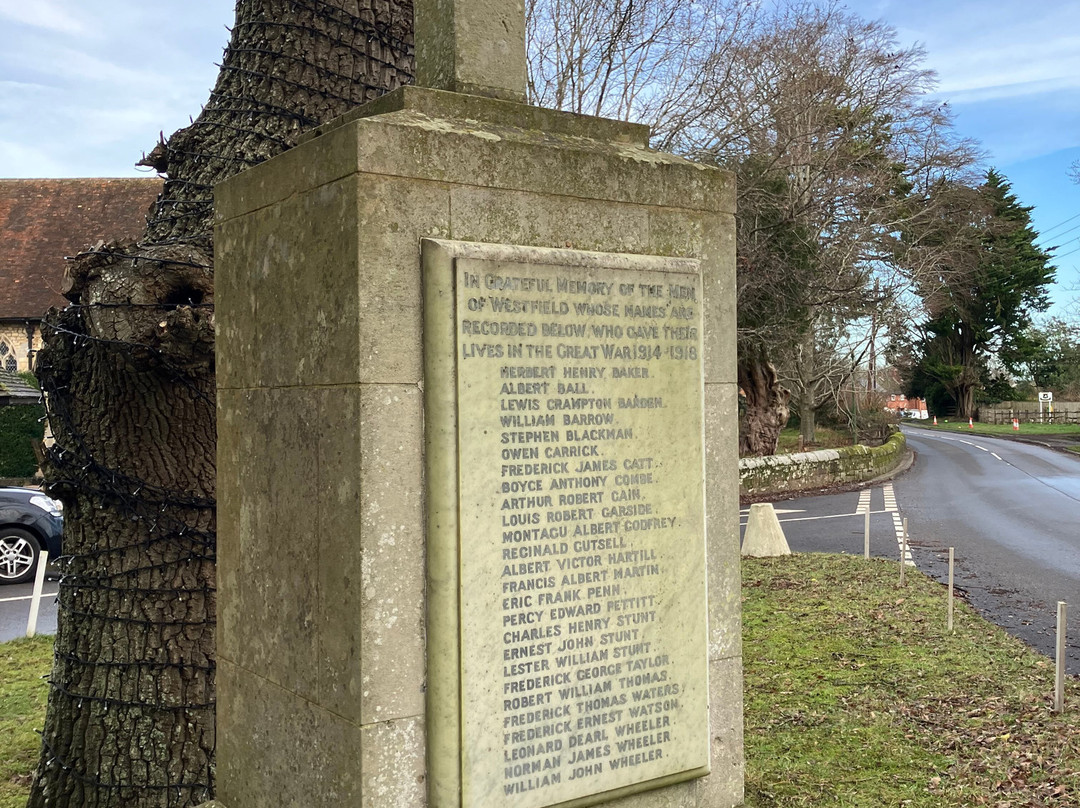 IN GRATEFUL MEMORY OF THE MEN
OF WESTFIELD WHOSE NAMES ARE
RECORDED BELOW, WHO GAVE THEIR
LIVES IN THE GREAT WAR 1914-1918
HERBERT HENRY BAKER.
ALBERT BALL.
LEWIS CRAMPTON BARDEN.
WILLIAM BARROW.
STEPHEN BLACKMAN.
OWEN CARRICK.
FREDERICK JAMES CATT.
BOYCE ANTHONY COMBE.
ARTHUR ROBERT GAIN.
LOUIS ROBERT GARSIDE.
MONTAGU ALBERT GODFREY.
REGINALD GUTSELL.
ALBERT VICTOR HARTILL.
FRANCIS ALBERT MARTIN.
ERIC FRANK PENN.
PERCY EDWARD PETTITT.
CHARLES HENRY STUNT.
ERNEST JOHN STUNT.
LESTER WILLIAM STUNT.
FREDERICK GEORGE TAYLOR.
ROBERT WILLIAM THOMAS.
FREDERICK THOMAS WATERS.
FREDERICK ERNEST WATSON.
LEONARD DEARL WHEELER.
NORMAN JAMES WHEELER.
WILLIAM JOHN WHEELER.